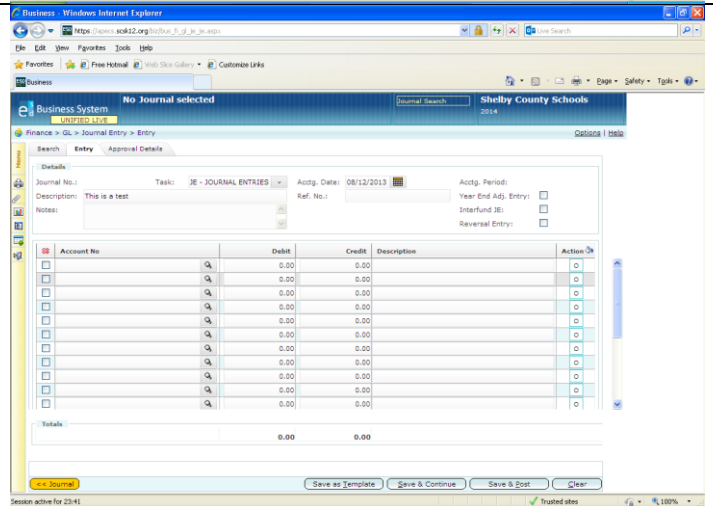 Business - Windows Internet Explorer
https://apecs.scsk12.org/biz/bus_fi_gl_je_je.aspx
Live Search
File Edit View Favorites Tools Help
Favorites Free Hotmail Web Slice Gallery Customize Links
Business
Page Safety Tools
Business System
UNIFIED LIVE
No Journal selected
Journal Search
Shelby County Schools
2014
Finance > GL > Journal Entry > Entry
Options | Help
Menu
Search Entry Approval Details
Details
Journal No.: Task: JE - JOURNAL ENTRIES Acctg. Date: 08/12/2013 Acctg. Period:
Description: This is a test Ref. No.: Year End Adj. Entry:
Notes: Interfund JE:
Reversal Entry:
Account No Debit Credit Description Action
0.00 0.00
0.00 0.00
0.00 0.00
0.00 0.00
0.00 0.00
0.00 0.00
0.00 0.00
0.00 0.00
0.00 0.00
0.00 0.00
0.00 0.00
Totals
0.00 0.00
<< Journal Save as Template Save & Continue Save & Post Clear
Session active for 23:41 Trusted sites 100%